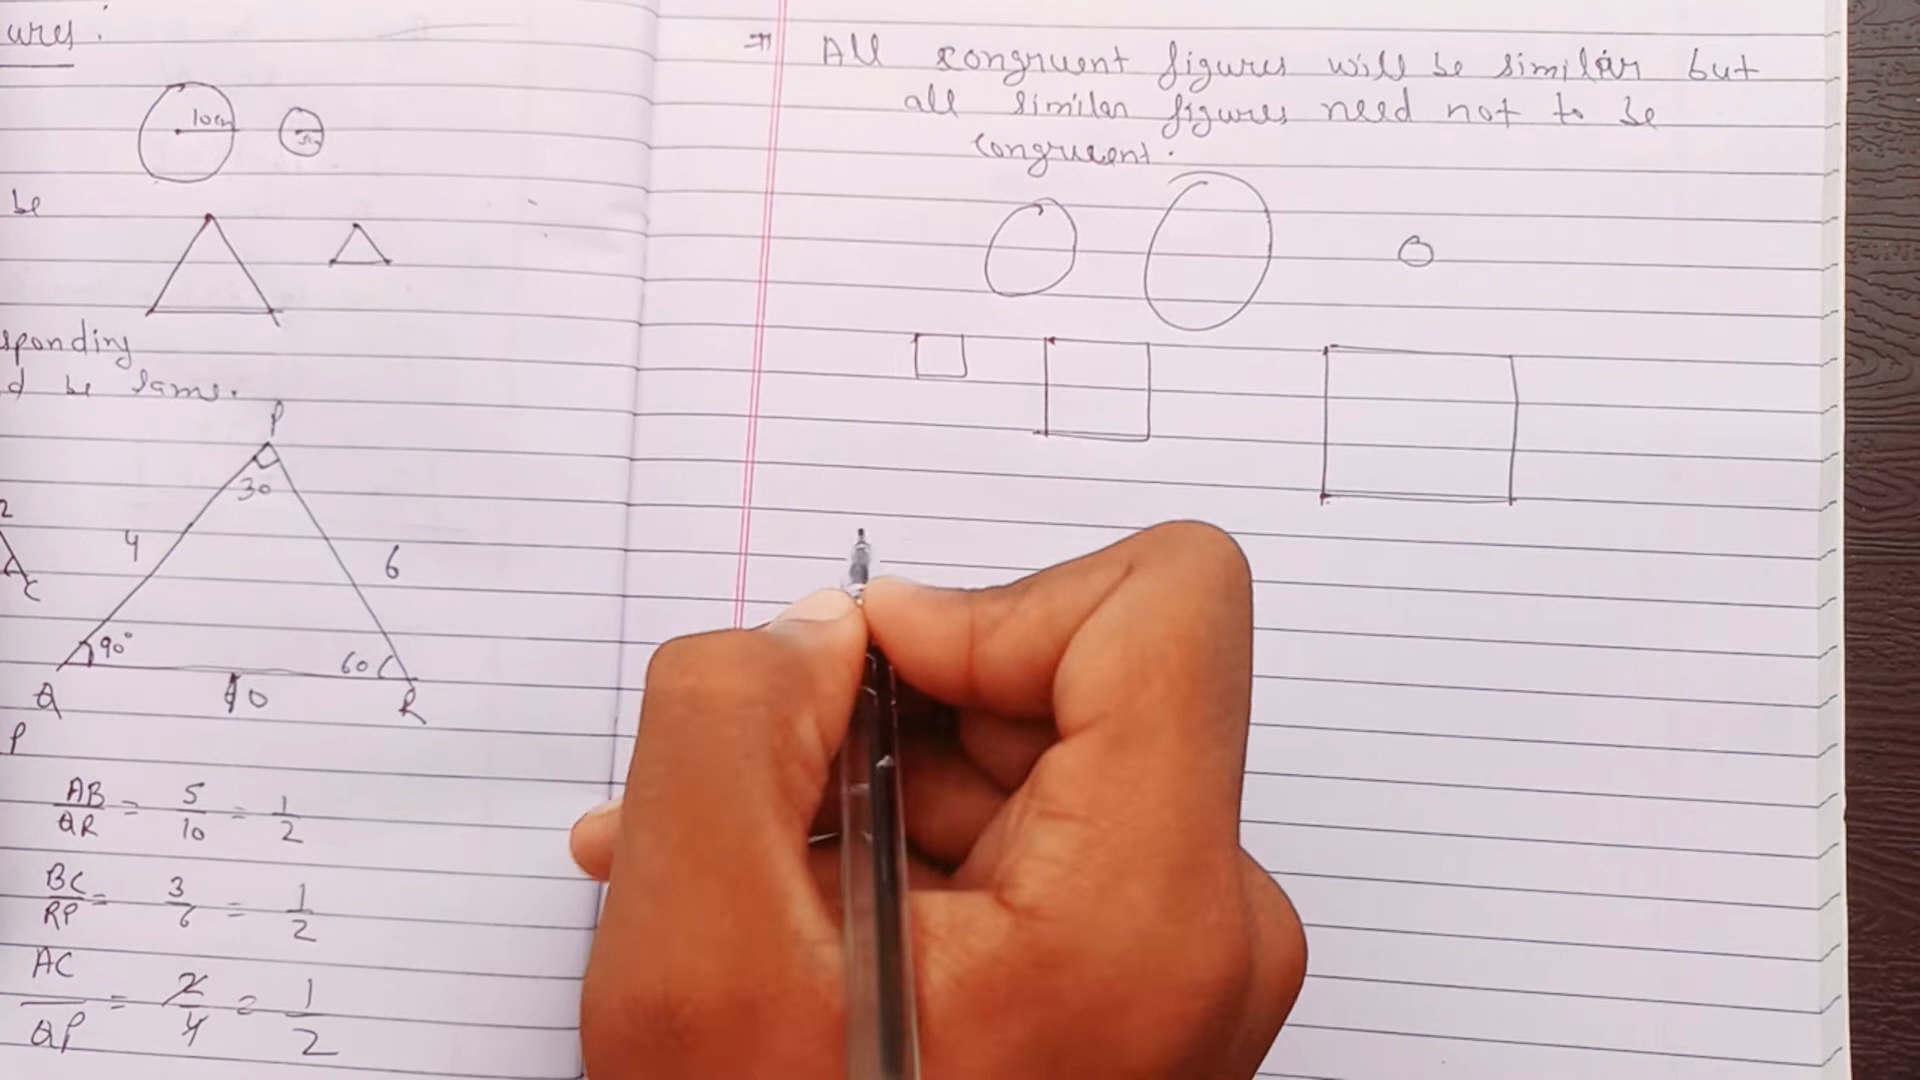 ures.
10cm
be
sponding
d be same.
P
30
2
4
6
C
90°
60
Q
10
R
P
AB/QR = 5/10 = 1/2
BC/RP = 3/6 = 1/2
AC/QP = 2/4 = 1/2
⇒ All congruent figures will be similar but
all similar figures need not to be
congruent.